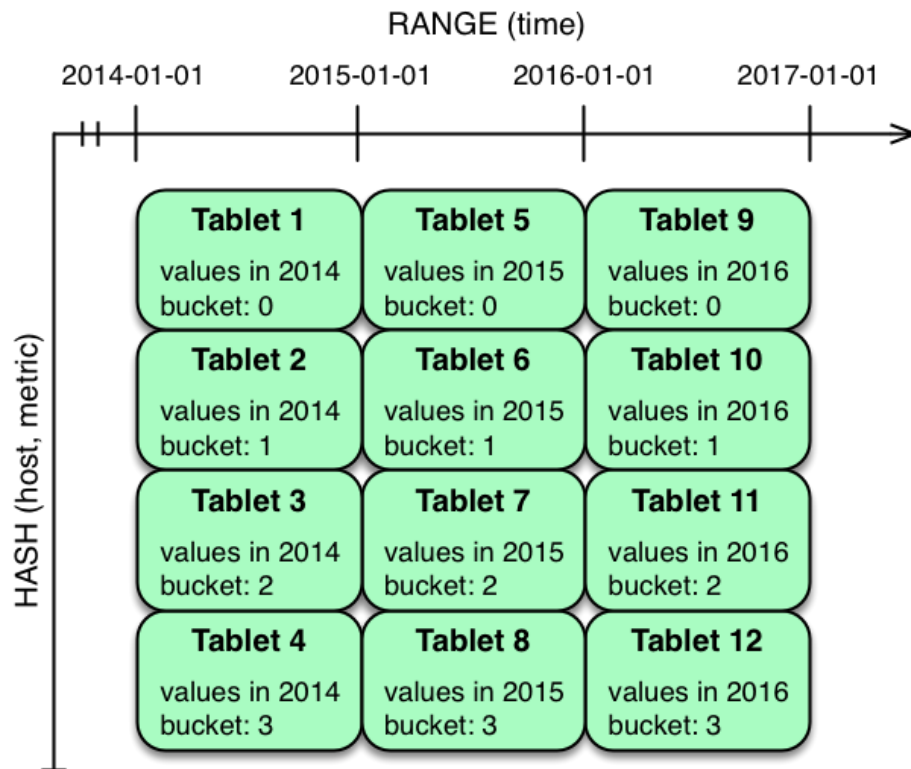 RANGE (time)
2014-01-01 2015-01-01 2016-01-01 2017-01-01
HASH (host, metric)
Tablet 1
values in 2014
bucket: 0
Tablet 5
values in 2015
bucket: 0
Tablet 9
values in 2016
bucket: 0
Tablet 2
values in 2014
bucket: 1
Tablet 6
values in 2015
bucket: 1
Tablet 10
values in 2016
bucket: 1
Tablet 3
values in 2014
bucket: 2
Tablet 7
values in 2015
bucket: 2
Tablet 11
values in 2016
bucket: 2
Tablet 4
values in 2014
bucket: 3
Tablet 8
values in 2015
bucket: 3
Tablet 12
values in 2016
bucket: 3